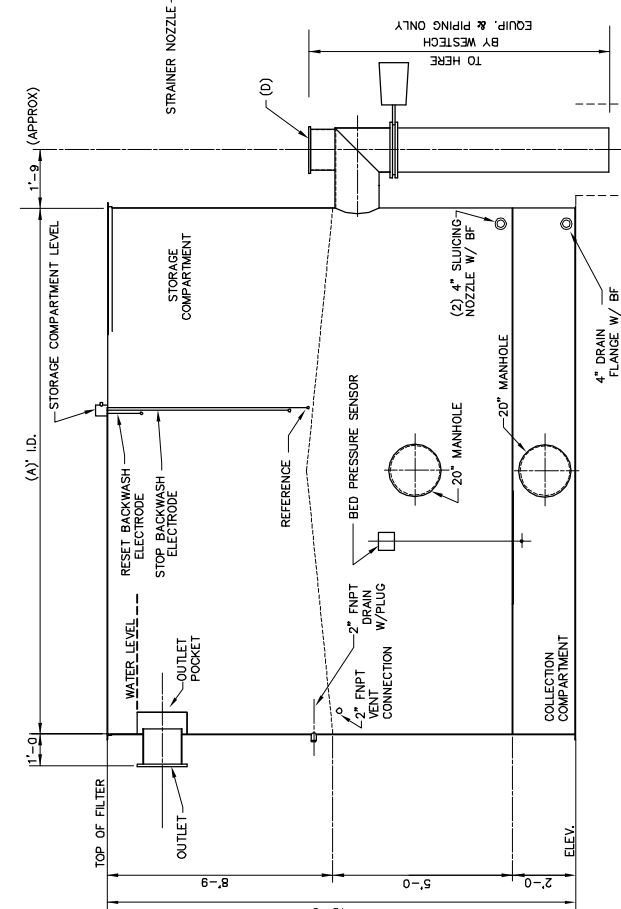 STRAINER NOZZLE
1'-9 (APPROX)
(A)' I.D.
STORAGE COMPARTMENT LEVEL
(D)
TO HERE
BY WESTECH
EQUIP. & PIPING ONLY
STORAGE
COMPARTMENT
RESET BACKWASH
ELECTRODE
STOP BACKWASH
ELECTRODE
REFERENCE
1'-0
WATER LEVEL
OUTLET
POCKET
OUTLET
TOP OF FILTER
BED PRESSURE SENSOR
20" MANHOLE
(2) 4" SLUICING
NOZZLE W/ BF
2" FNPT
DRAIN
W/PLUG
2" FNPT
VENT
CONNECTION
20" MANHOLE
4" DRAIN
FLANGE W/ BF
COLLECTION
COMPARTMENT
ELEV.
8'-9
5'-0
2'-0